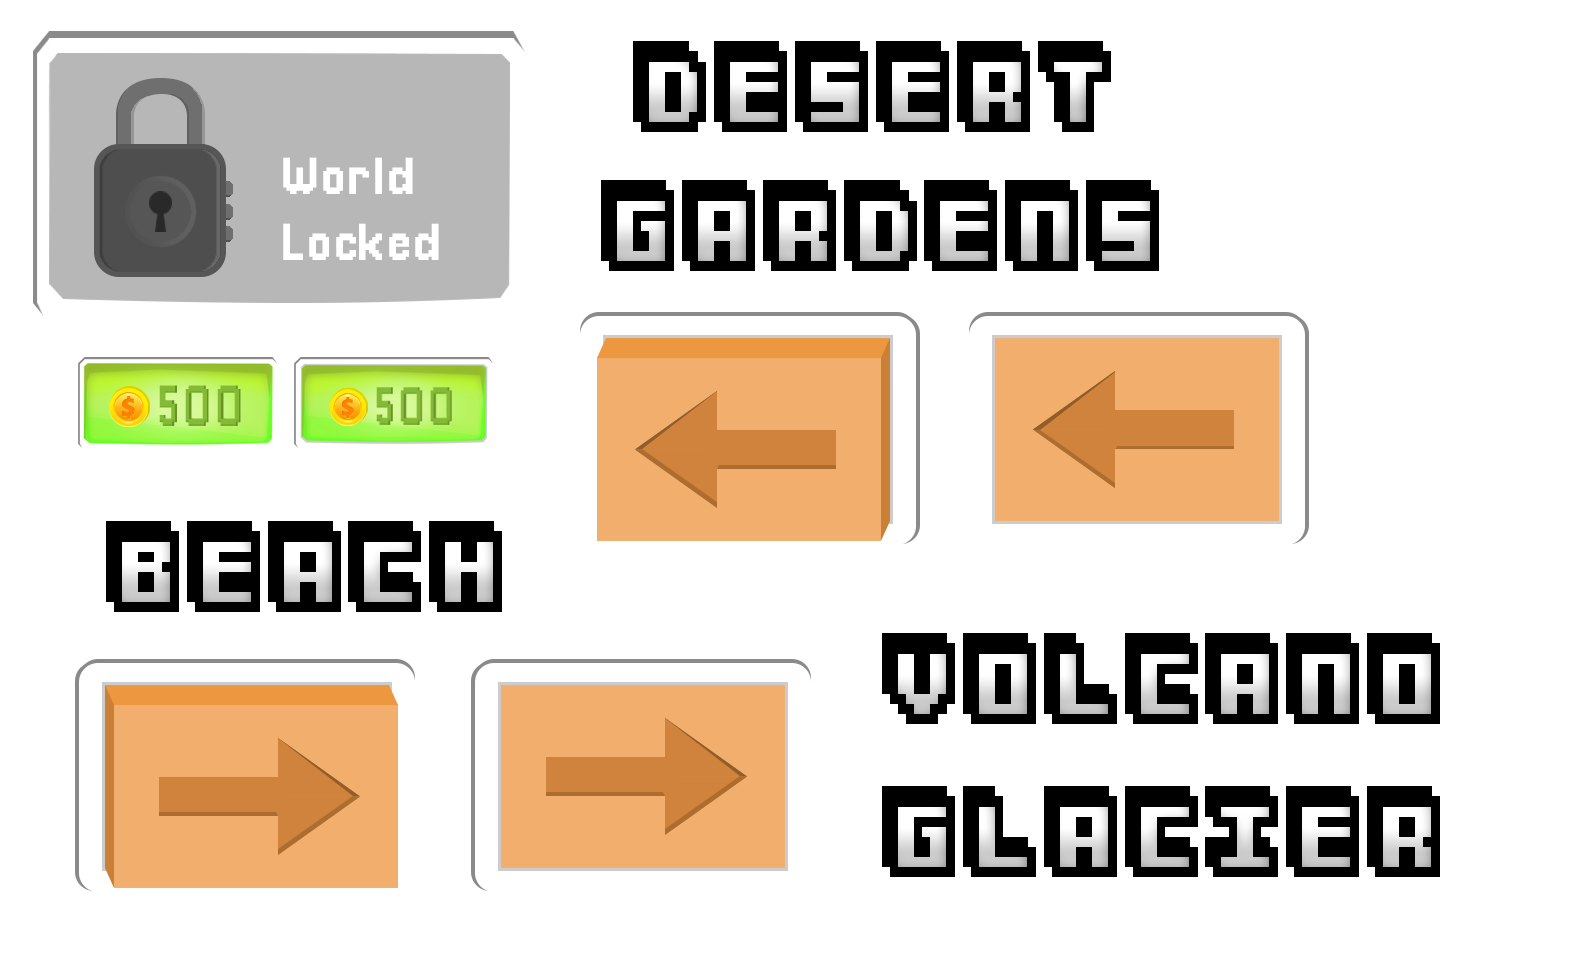 World
Locked
DESERT
GARDENS
$ 500
$ 500
BEACH
VOLCANO
GLACIER